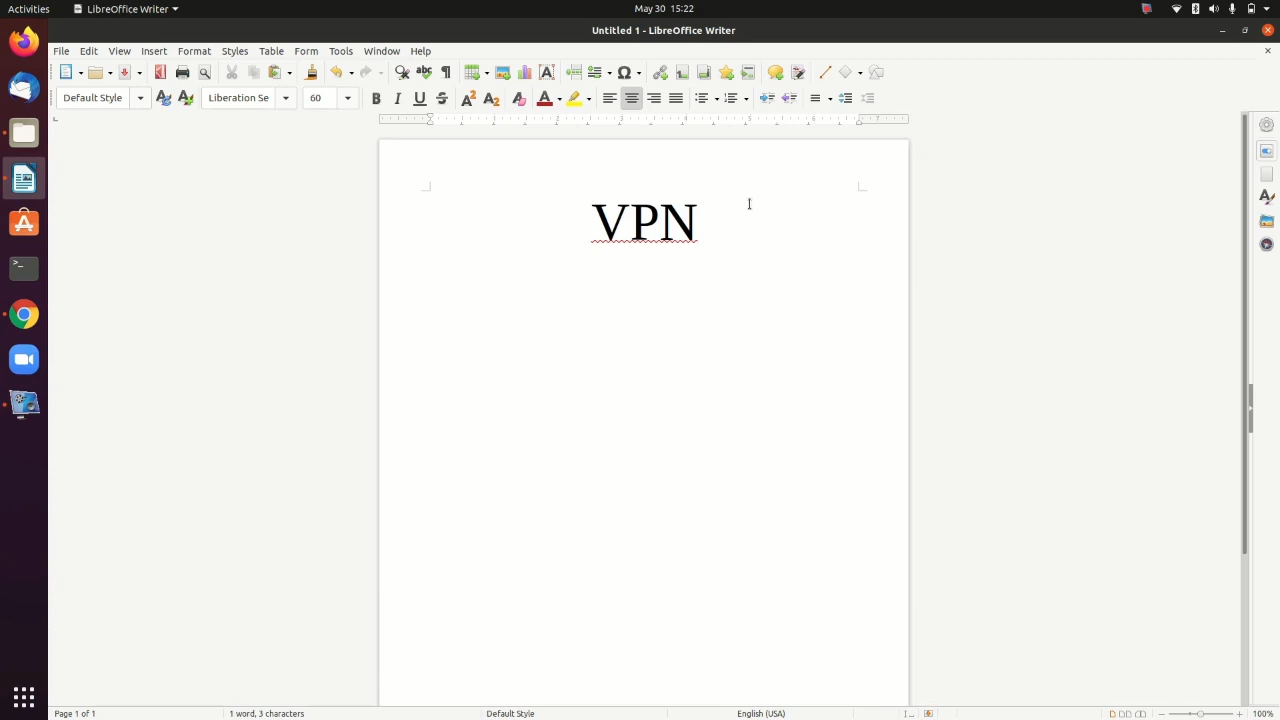 Activities LibreOffice Writer May 30 15:22
Untitled 1 - LibreOffice Writer
File Edit View Insert Format Styles Table Form Tools Window Help
Default Style Liberation Se 60
VPN
Page 1 of 1 1 word, 3 characters Default Style English (USA) 100%